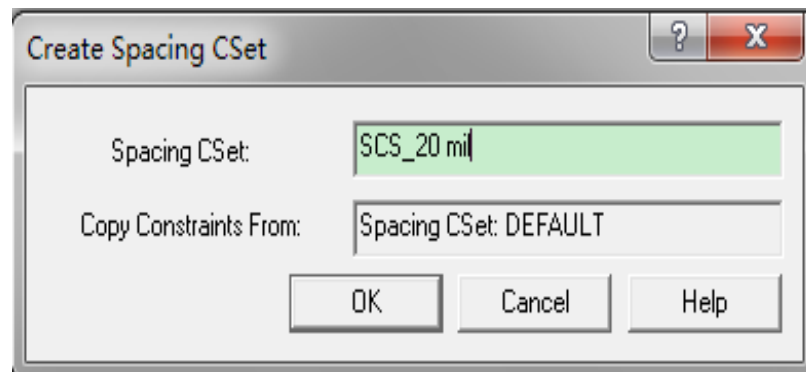 Create Spacing CSet
Spacing CSet: SCS_20 mil
Copy Constraints From: Spacing CSet: DEFAULT
OK Cancel Help